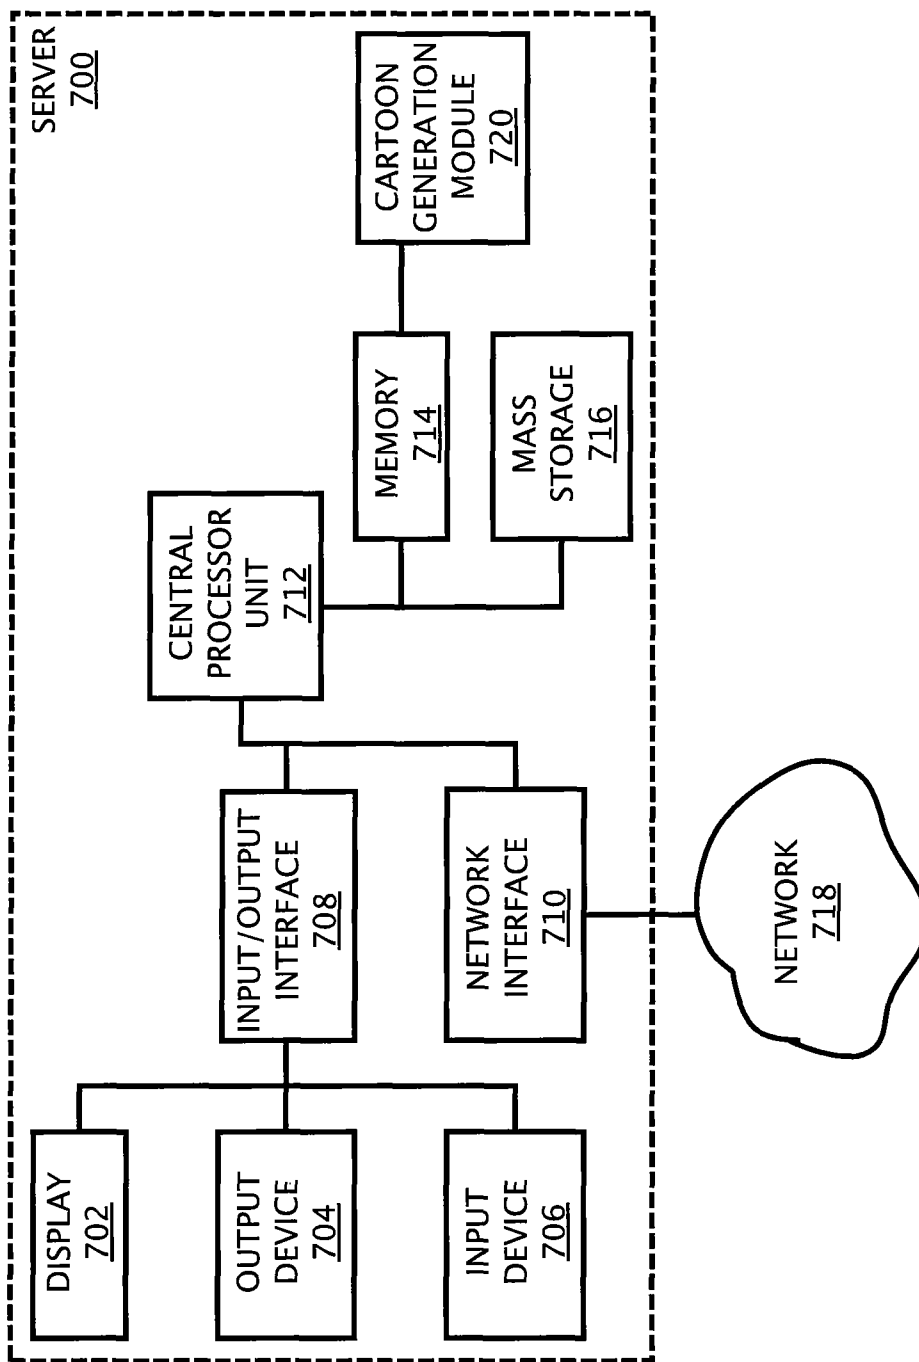 SERVER
700
DISPLAY
702
OUTPUT
DEVICE
704
INPUT
DEVICE
706
INPUT/OUTPUT
INTERFACE
708
NETWORK
INTERFACE
710
CENTRAL
PROCESSOR
UNIT
712
MEMORY
714
MASS
STORAGE
716
CARTOON
GENERATION
MODULE
720
NETWORK
718